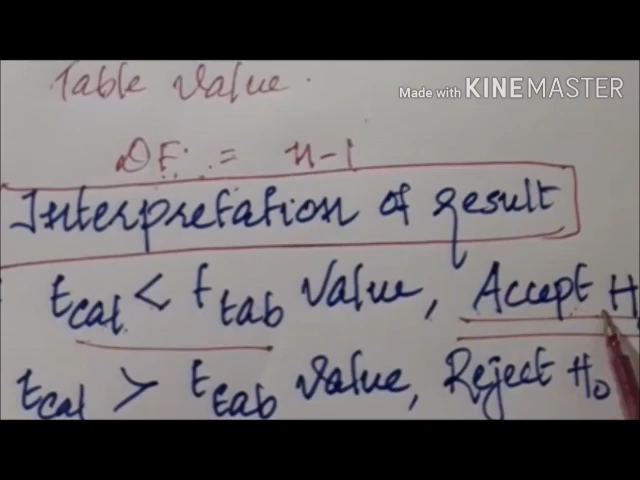 Table value.
Made with KINEMASTER
DF. = n-1
Interpretation of result
tcal < ttab value, Accept H
tcal > ttab value, Reject H0